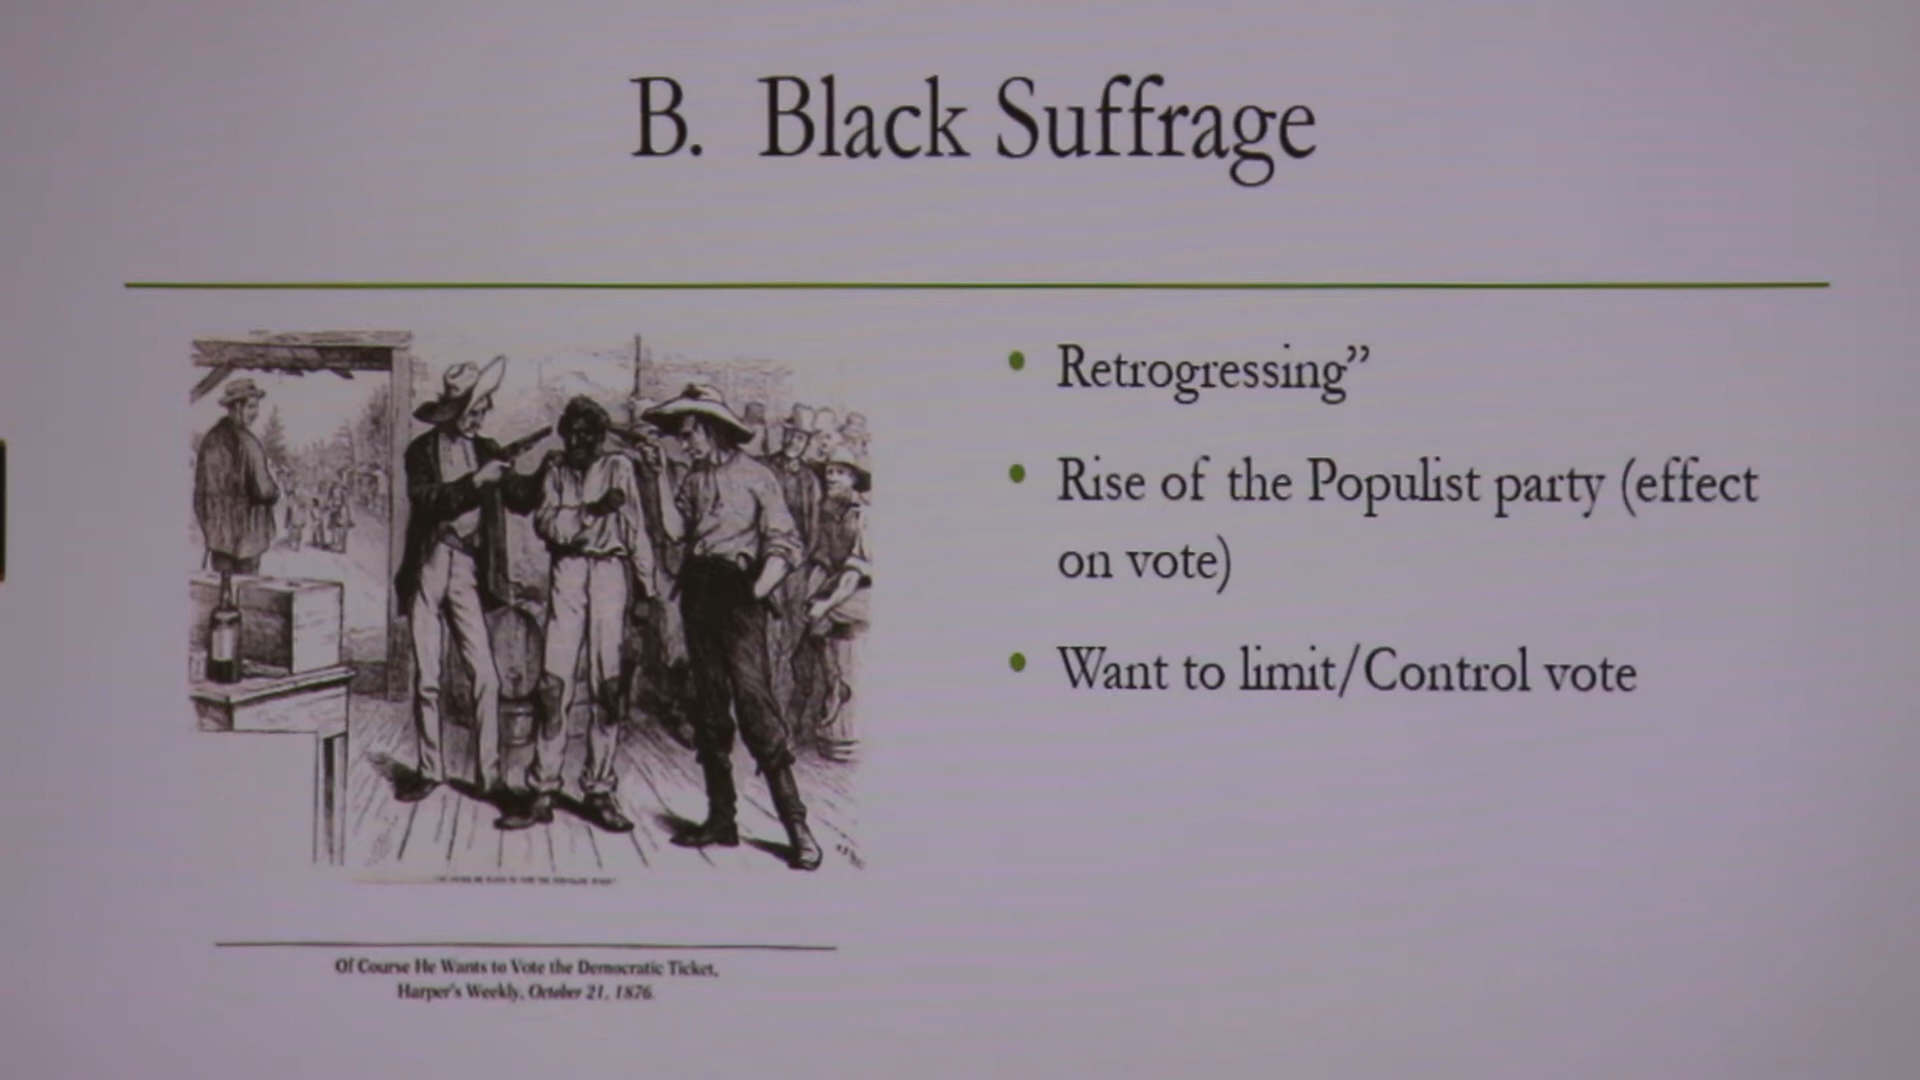 B. Black Suffrage
• Retrogressing”
• Rise of the Populist party (effect
on vote)
• Want to limit/Control vote
Of Course He Wants to Vote the Democratic Ticket,
Harper's Weekly, October 21, 1876.